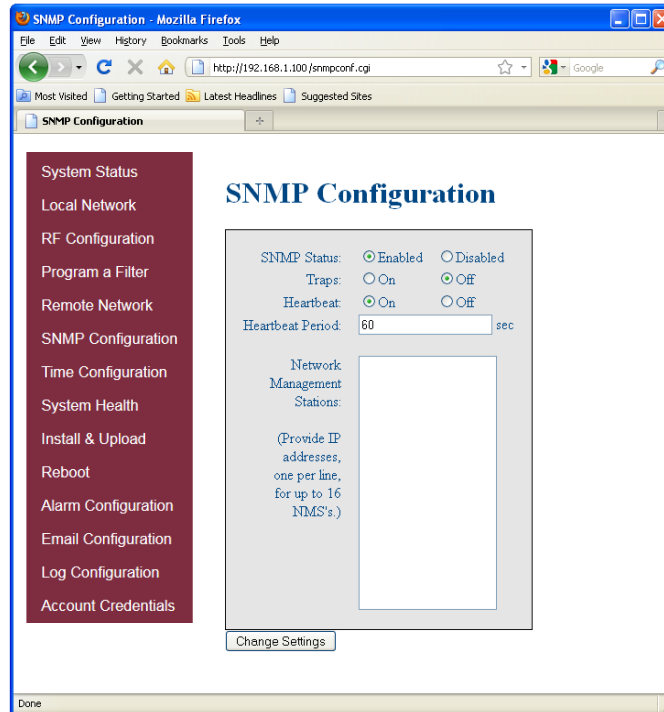 SNMP Configuration - Mozilla Firefox
File Edit View History Bookmarks Tools Help
http://192.168.1.100/snmpconf.cgi Google
Most Visited Getting Started Latest Headlines Suggested Sites
SNMP Configuration
System Status
Local Network
RF Configuration
Program a Filter
Remote Network
SNMP Configuration
Time Configuration
System Health
Install & Upload
Reboot
Alarm Configuration
Email Configuration
Log Configuration
Account Credentials
SNMP Configuration
SNMP Status: Enabled Disabled
Traps: On Off
Heartbeat: On Off
Heartbeat Period: 60 sec
Network
Management
Stations:
(Provide IP
addresses,
one per line,
for up to 16
NMS's.)
Change Settings
Done